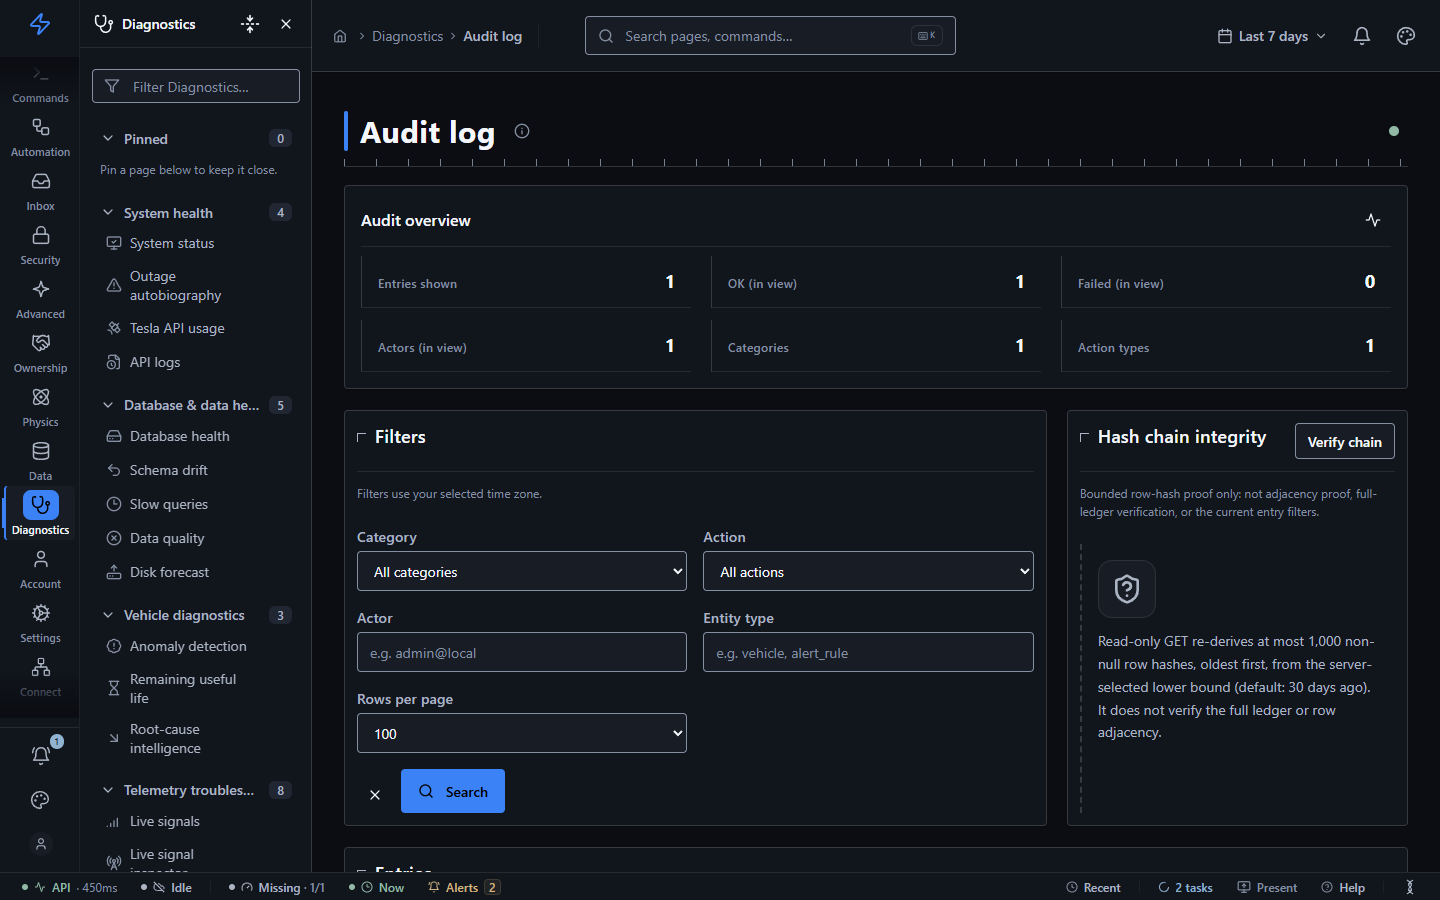 Diagnostics
Diagnostics
Audit log
Search pages, commands...
K
Last 7 days
Commands
Automation
Inbox
Security
Advanced
Ownership
Physics
Data
Diagnostics
Account
Settings
Connect
1
Filter Diagnostics...
Pinned
0
Pin a page below to keep it close.
System health
4
System status
Outage
autobiography
Tesla API usage
API logs
Database & data he...
5
Database health
Schema drift
Slow queries
Data quality
Disk forecast
Vehicle diagnostics
3
Anomaly detection
Remaining useful
life
Root-cause
intelligence
Telemetry troubles...
8
Live signals
Live signal
Audit log
Audit overview
Entries shown
1
OK (in view)
1
Failed (in view)
0
Actors (in view)
1
Categories
1
Action types
1
Filters
Filters use your selected time zone.
Category
Action
All categories
All actions
Actor
Entity type
e.g. admin@local
e.g. vehicle, alert_rule
Rows per page
100
Search
Hash chain integrity
Verify chain
Bounded row-hash proof only: not adjacency proof, full-
ledger verification, or the current entry filters.
Read-only GET re-derives at most 1,000 non-
null row hashes, oldest first, from the server-
selected lower bound (default: 30 days ago).
It does not verify the full ledger or row
adjacency.
Entries
API · 450ms
Idle
Missing · 1/1
Now
Alerts 2
Recent
2 tasks
Present
Help